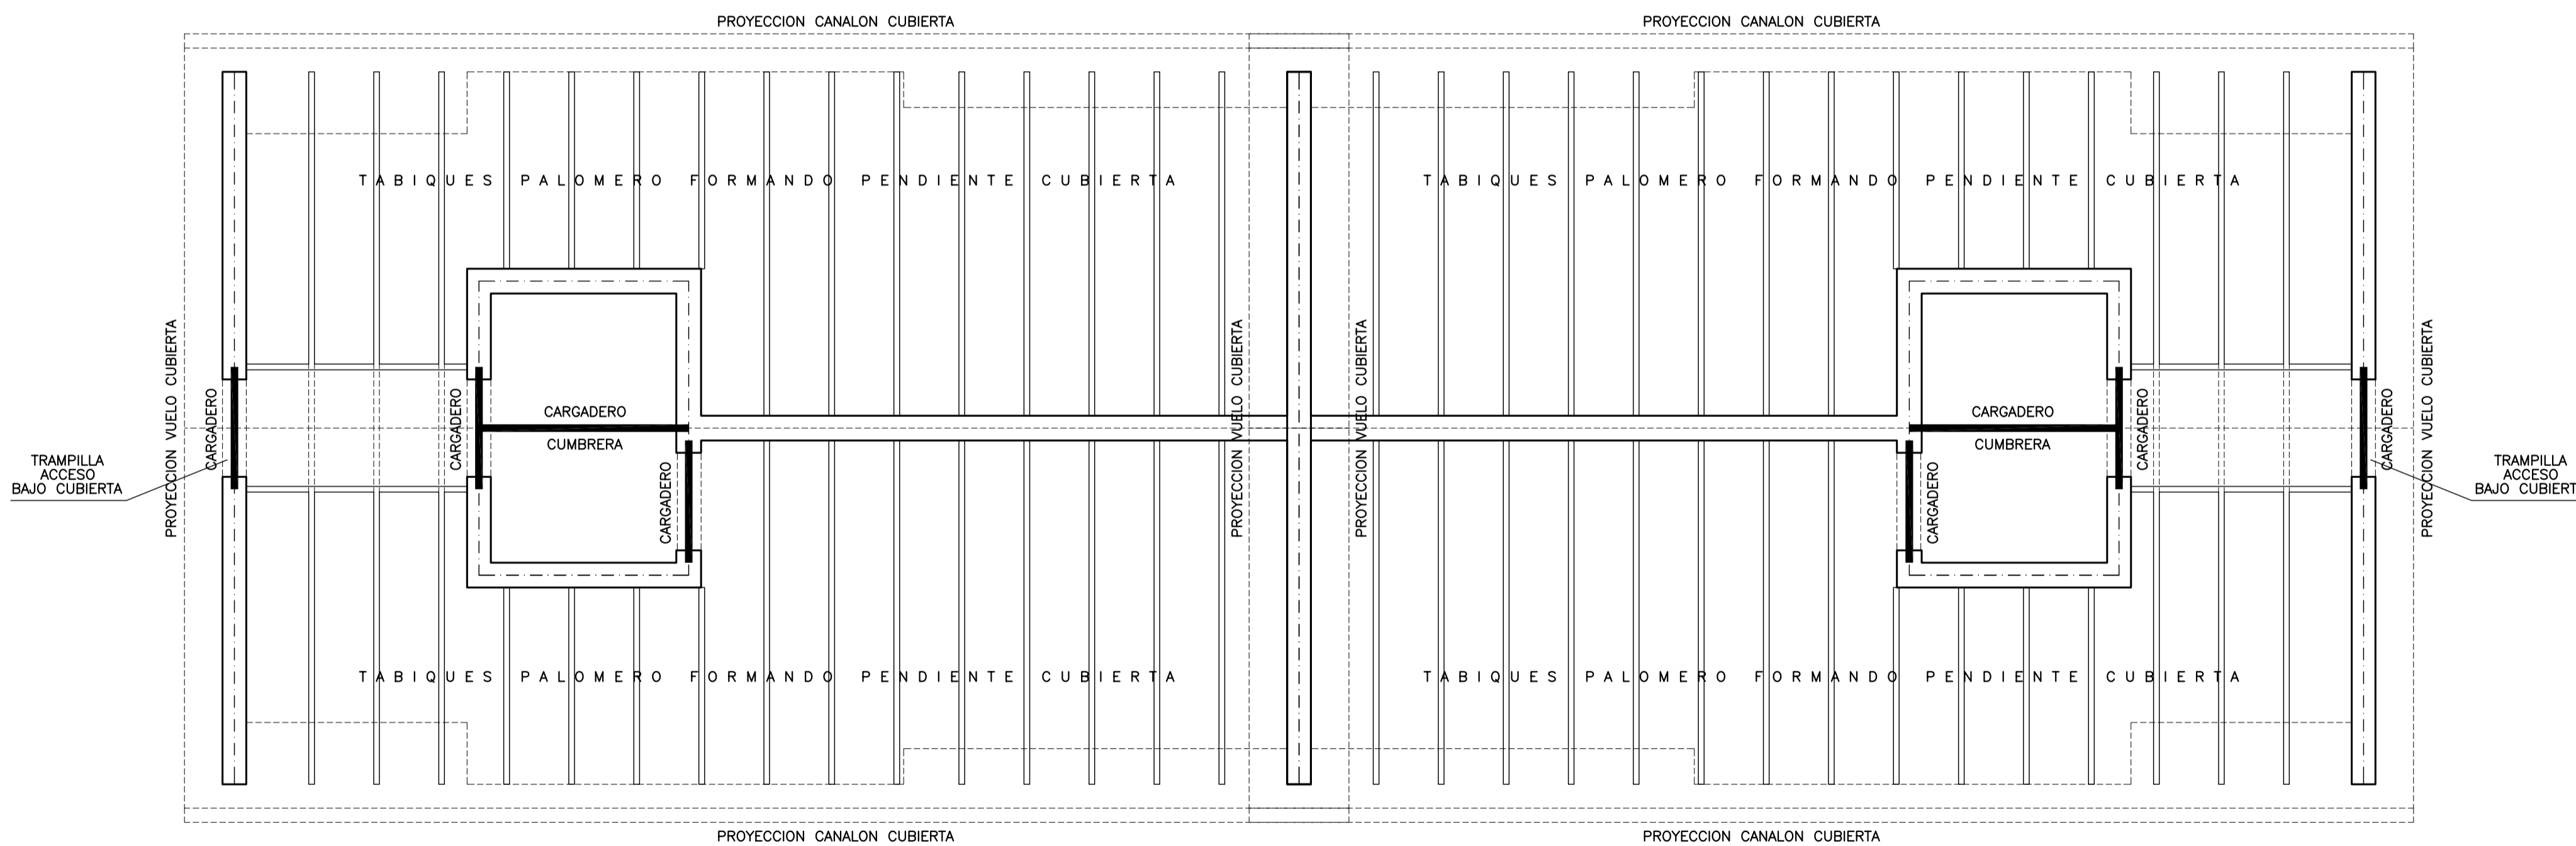 PROYECCION CANALON CUBIERTA
PROYECCION CANALON CUBIERTA
TABIQUES PALOMERO FORMANDO PENDIENTE CUBIERTA
TABIQUES PALOMERO FORMANDO PENDIENTE CUBIERTA
PROYECCION VUELO CUBIERTA
CARGADERO
CARGADERO
CARGADERO
CUMBRERA
CARGADERO
PROYECCION VUELO CUBIERTA
PROYECCION VUELO CUBIERTA
CARGADERO
CARGADERO
CUMBRERA
CARGADERO
CARGADERO
PROYECCION VUELO CUBIERTA
TRAMPILLA
ACCESO
BAJO CUBIERTA
TRAMPILLA
ACCESO
BAJO CUBIERT
TABIQUES PALOMERO FORMANDO PENDIENTE CUBIERTA
TABIQUES PALOMERO FORMANDO PENDIENTE CUBIERTA
PROYECCION CANALON CUBIERTA
PROYECCION CANALON CUBIERTA